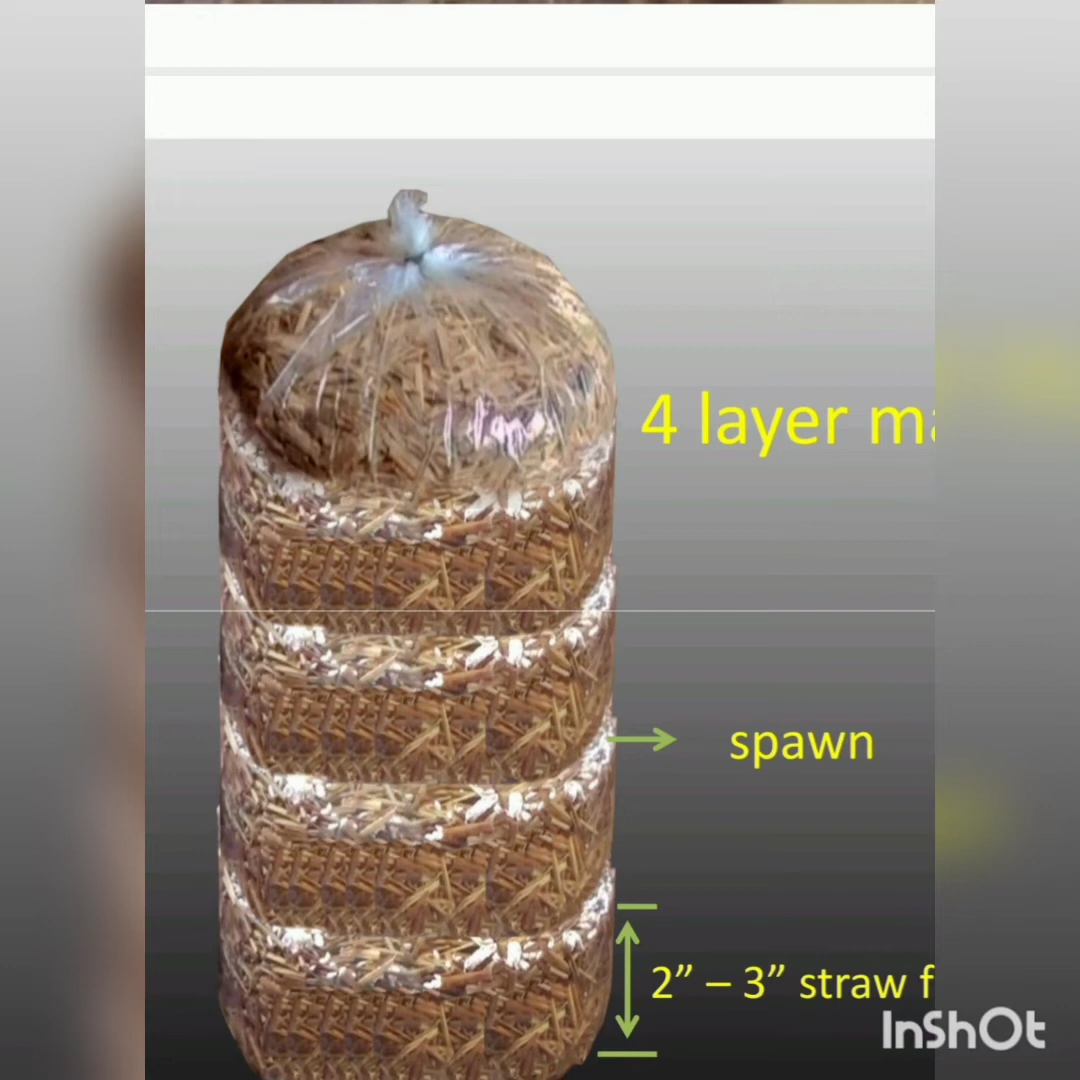 4 layer ma
spawn
2” – 3” straw f
InShOt